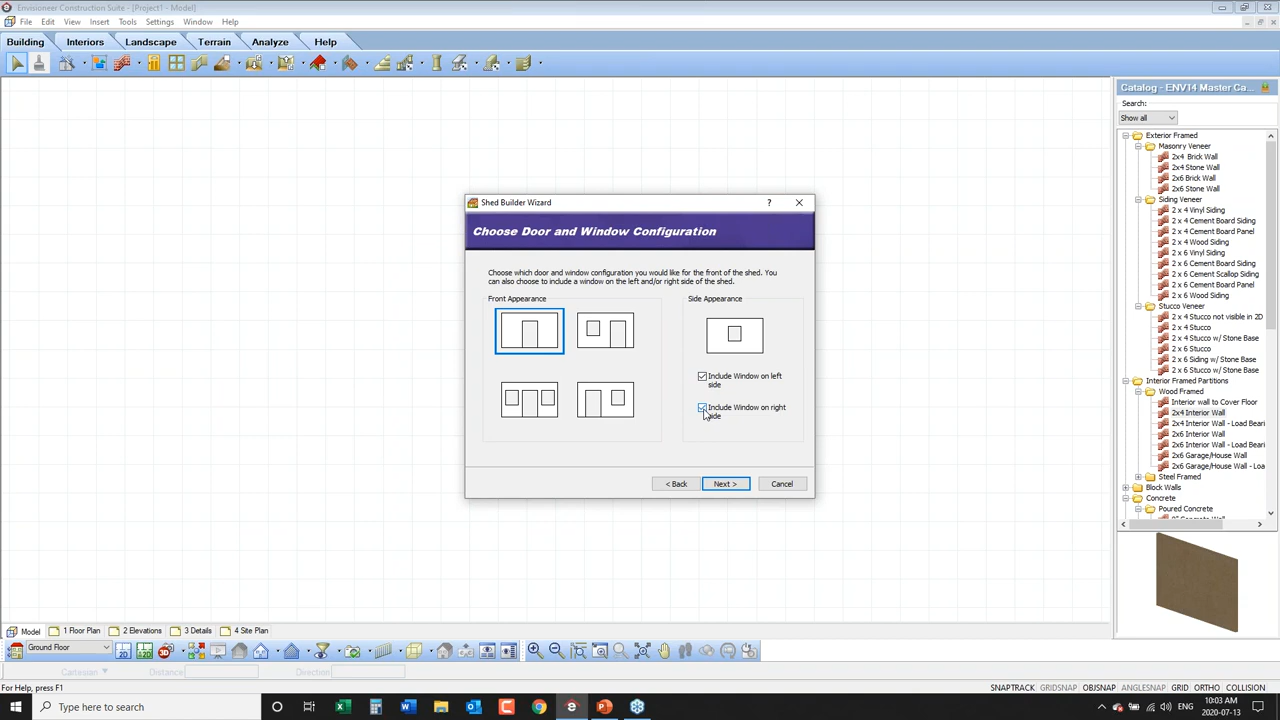 Envisioneer Construction Suite - [Project1 - Model]
File Edit View Insert Tools Settings Window Help
Building Interiors Landscape Terrain Analyze Help
Catalog - ENV14 Master Ca...
Search:
Show all
Exterior Framed
Masonry Veneer
2x4 Brick Wall
2x4 Stone Wall
2x6 Brick Wall
2x6 Stone Wall
Siding Veneer
2 x 4 Vinyl Siding
2 x 4 Cement Board Siding
2 x 4 Cement Board Panel
2 x 4 Wood Siding
2 x 6 Vinyl Siding
2 x 6 Cement Board Siding
2 x 6 Cement Scallop Siding
2 x 6 Cement Board Panel
2 x 6 Wood Siding
Stucco Veneer
2 x 4 Stucco not visible in 2D
2 x 4 Stucco
2 x 4 Stucco w/ Stone Base
2 x 6 Stucco
2 x 6 Siding w/ Stone Base
2 x 6 Stucco w/ Stone Base
Interior Framed Partitions
Wood Framed
Interior wall to Cover Floor
2x4 Interior Wall
2x4 Interior Wall - Load Beari
2x6 Interior Wall
2x6 Interior Wall - Load Beari
2x6 Garage/House Wall
2x6 Garage/House Wall - Loa
Steel Framed
Block Walls
Concrete
Poured Concrete
Shed Builder Wizard
?
Choose Door and Window Configuration
Choose which door and window configuration you would like for the front of the shed. You
can also choose to include a window on the left and/or right side of the shed.
Front Appearance
Side Appearance
Include Window on left
side
Include Window on right
side
< Back Next > Cancel
Model 1 Floor Plan 2 Elevations 3 Details 4 Site Plan
Ground Floor 2D
Cartesian Distance Direction
For Help, press F1
SNAPTRACK GRIDSNAP OBJSNAP ANGLESNAP GRID ORTHO COLLISION
Type here to search
ENG
10:03 AM
2020-07-13